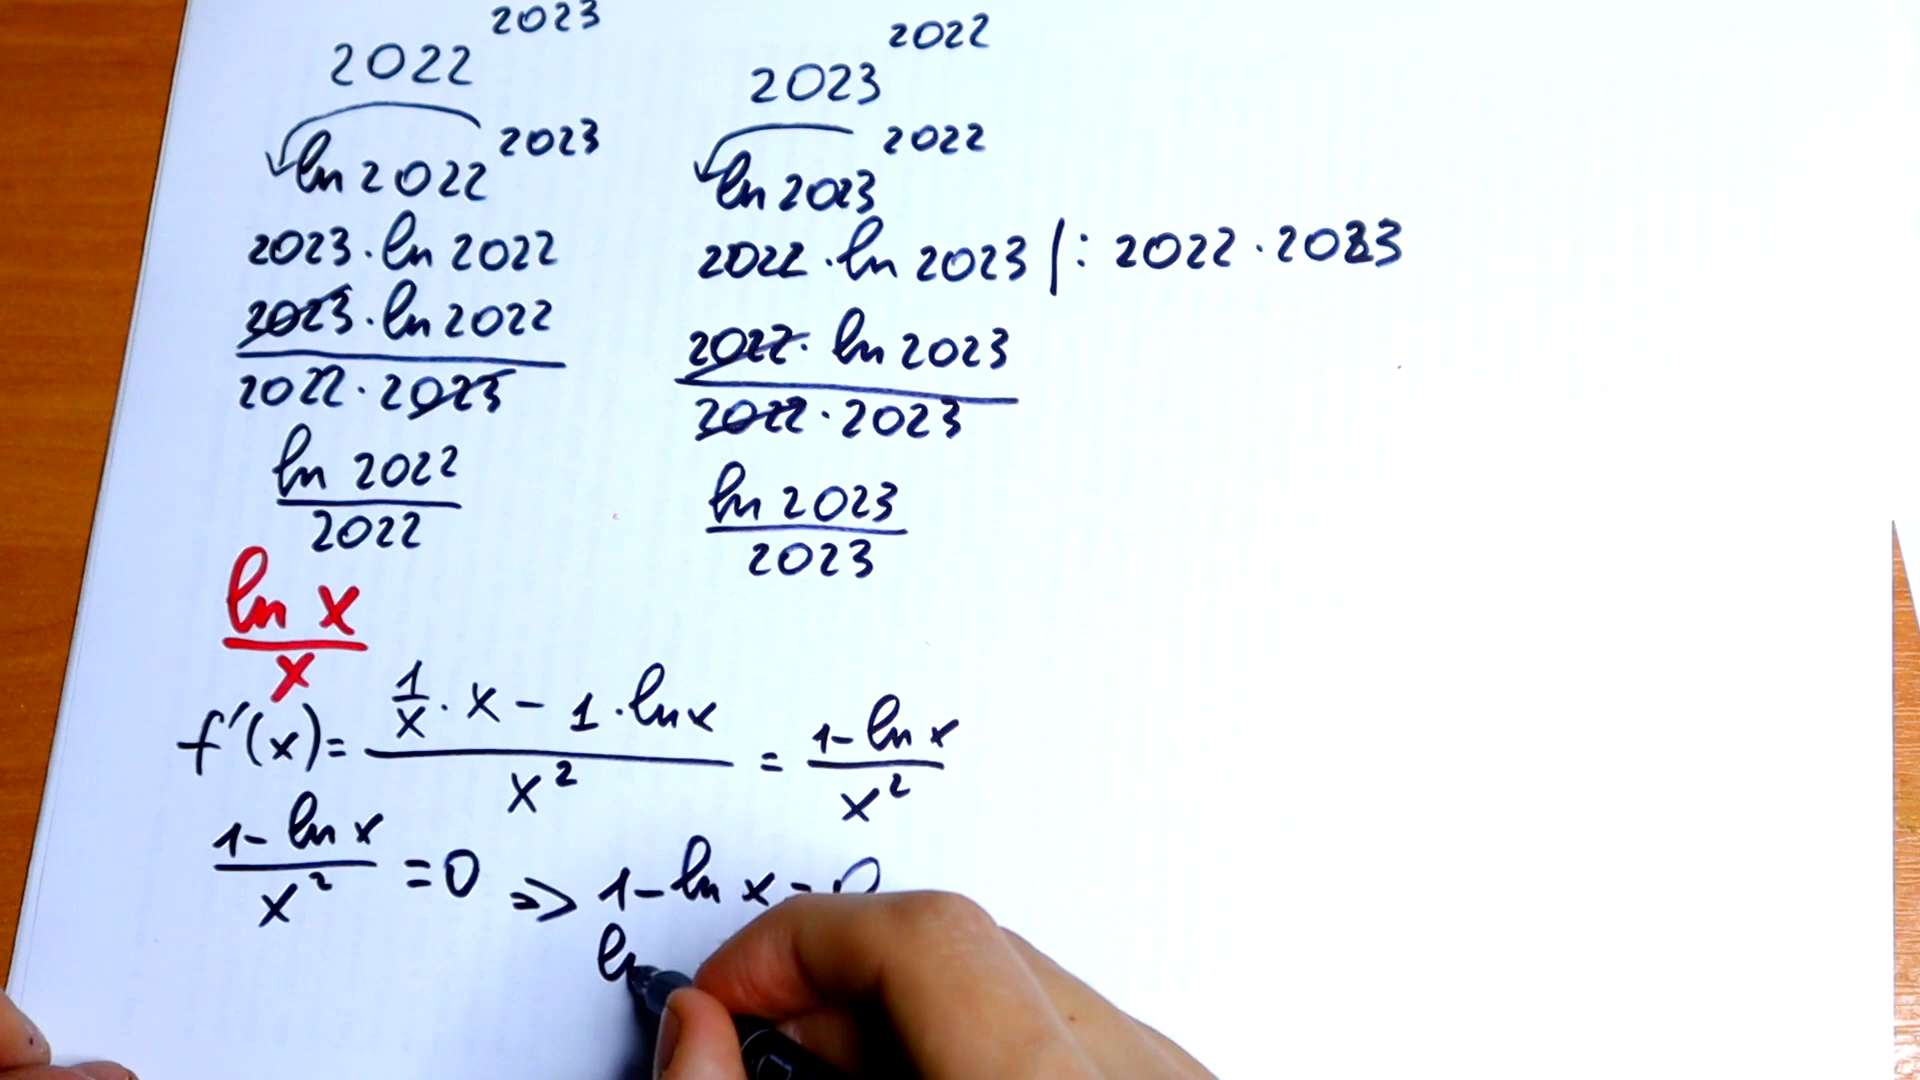 2022^2023 2023^2022
ln 2022^2023 ln 2023^2022
2023 · ln 2022 2022 · ln 2023 |: 2022 · 2023
2023 · ln 2022 / 2022 · 2023 2022 · ln 2023 / 2022 · 2023
ln 2022 / 2022 ln 2023 / 2023
ln x / x
f'(x) = (1/x · x - 1 · ln x) / x² = (1 - ln x) / x²
(1 - ln x) / x² = 0 => 1 - ln x = 0
ln